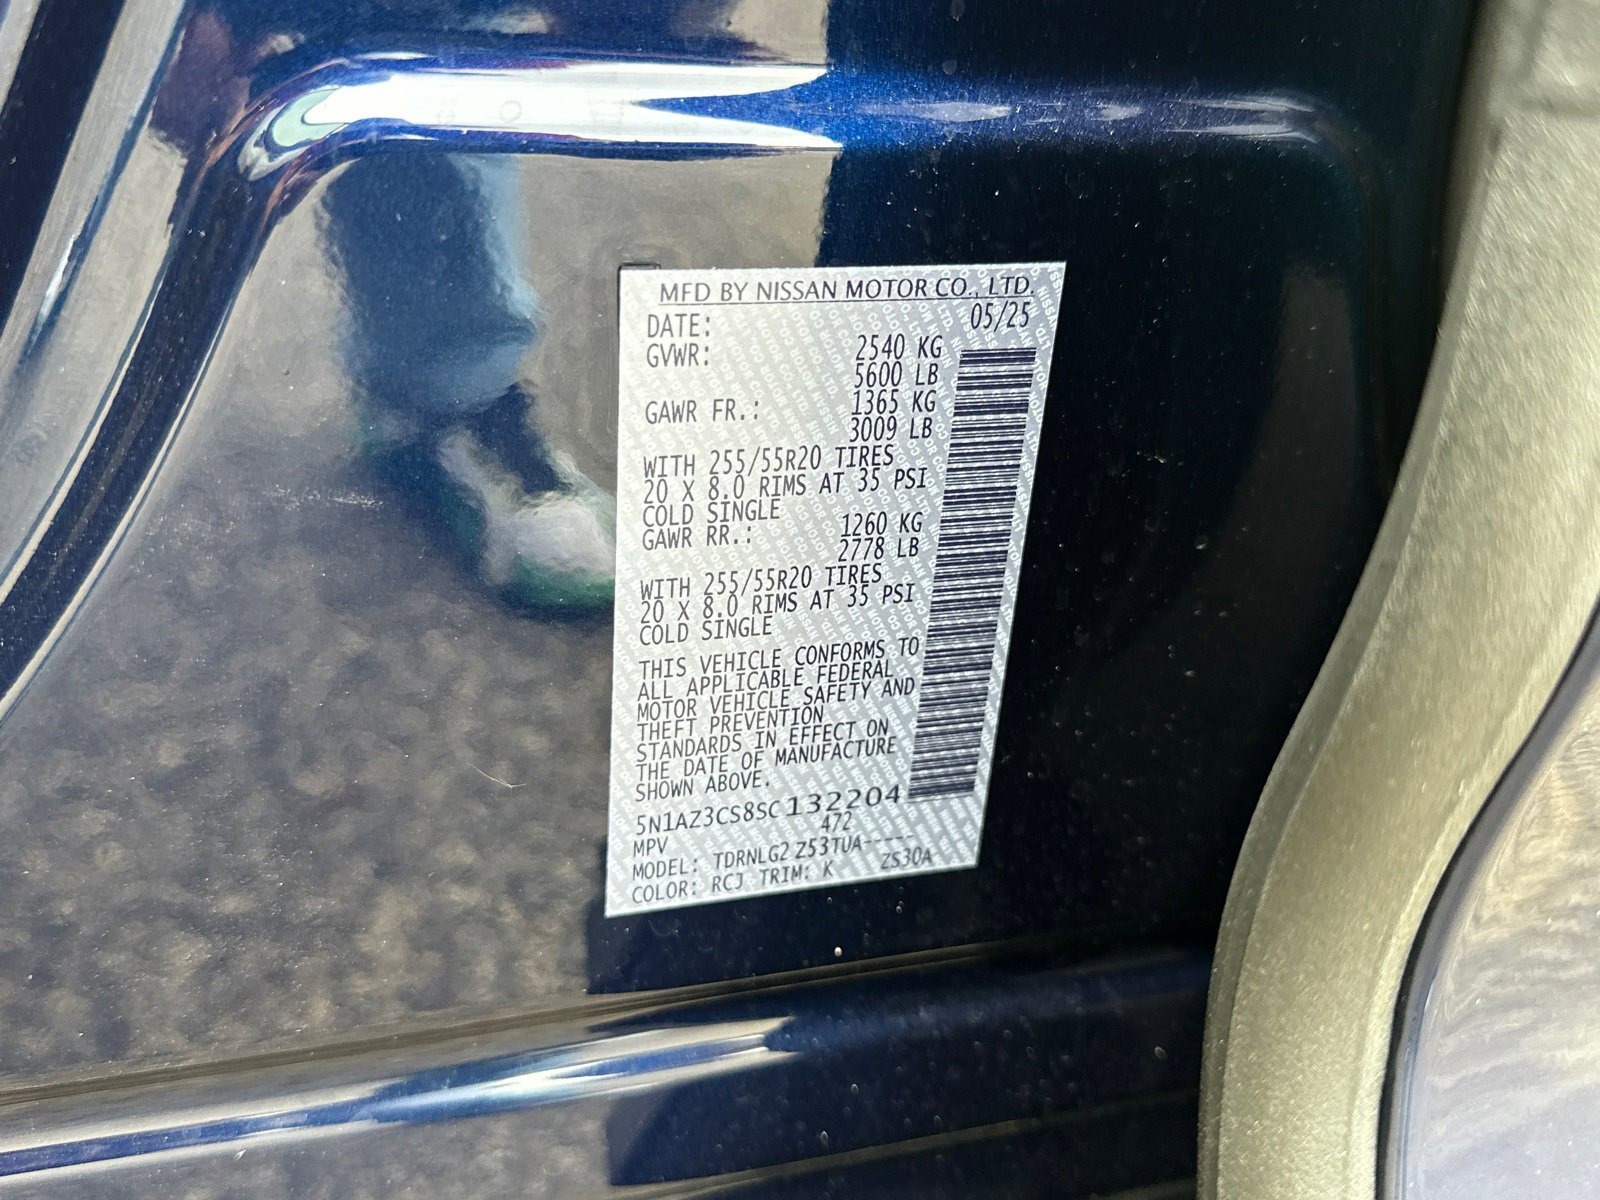 MFD BY NISSAN MOTOR CO., LTD.
DATE: 05/25
GVWR: 2540 KG
5600 LB
GAWR FR.: 1365 KG
3009 LB
WITH 255/55R20 TIRES
20 X 8.0 RIMS AT 35 PSI
COLD SINGLE
GAWR RR.: 1260 KG
2778 LB
WITH 255/55R20 TIRES
20 X 8.0 RIMS AT 35 PSI
COLD SINGLE
THIS VEHICLE CONFORMS TO
ALL APPLICABLE FEDERAL
MOTOR VEHICLE SAFETY AND
THEFT PREVENTION
STANDARDS IN EFFECT ON
THE DATE OF MANUFACTURE
SHOWN ABOVE.
5N1AZ3CS8SC132204
MPV 472
MODEL: TDRNLG2 Z53TUA-----
COLOR: RCJ TRIM: K ZS30A